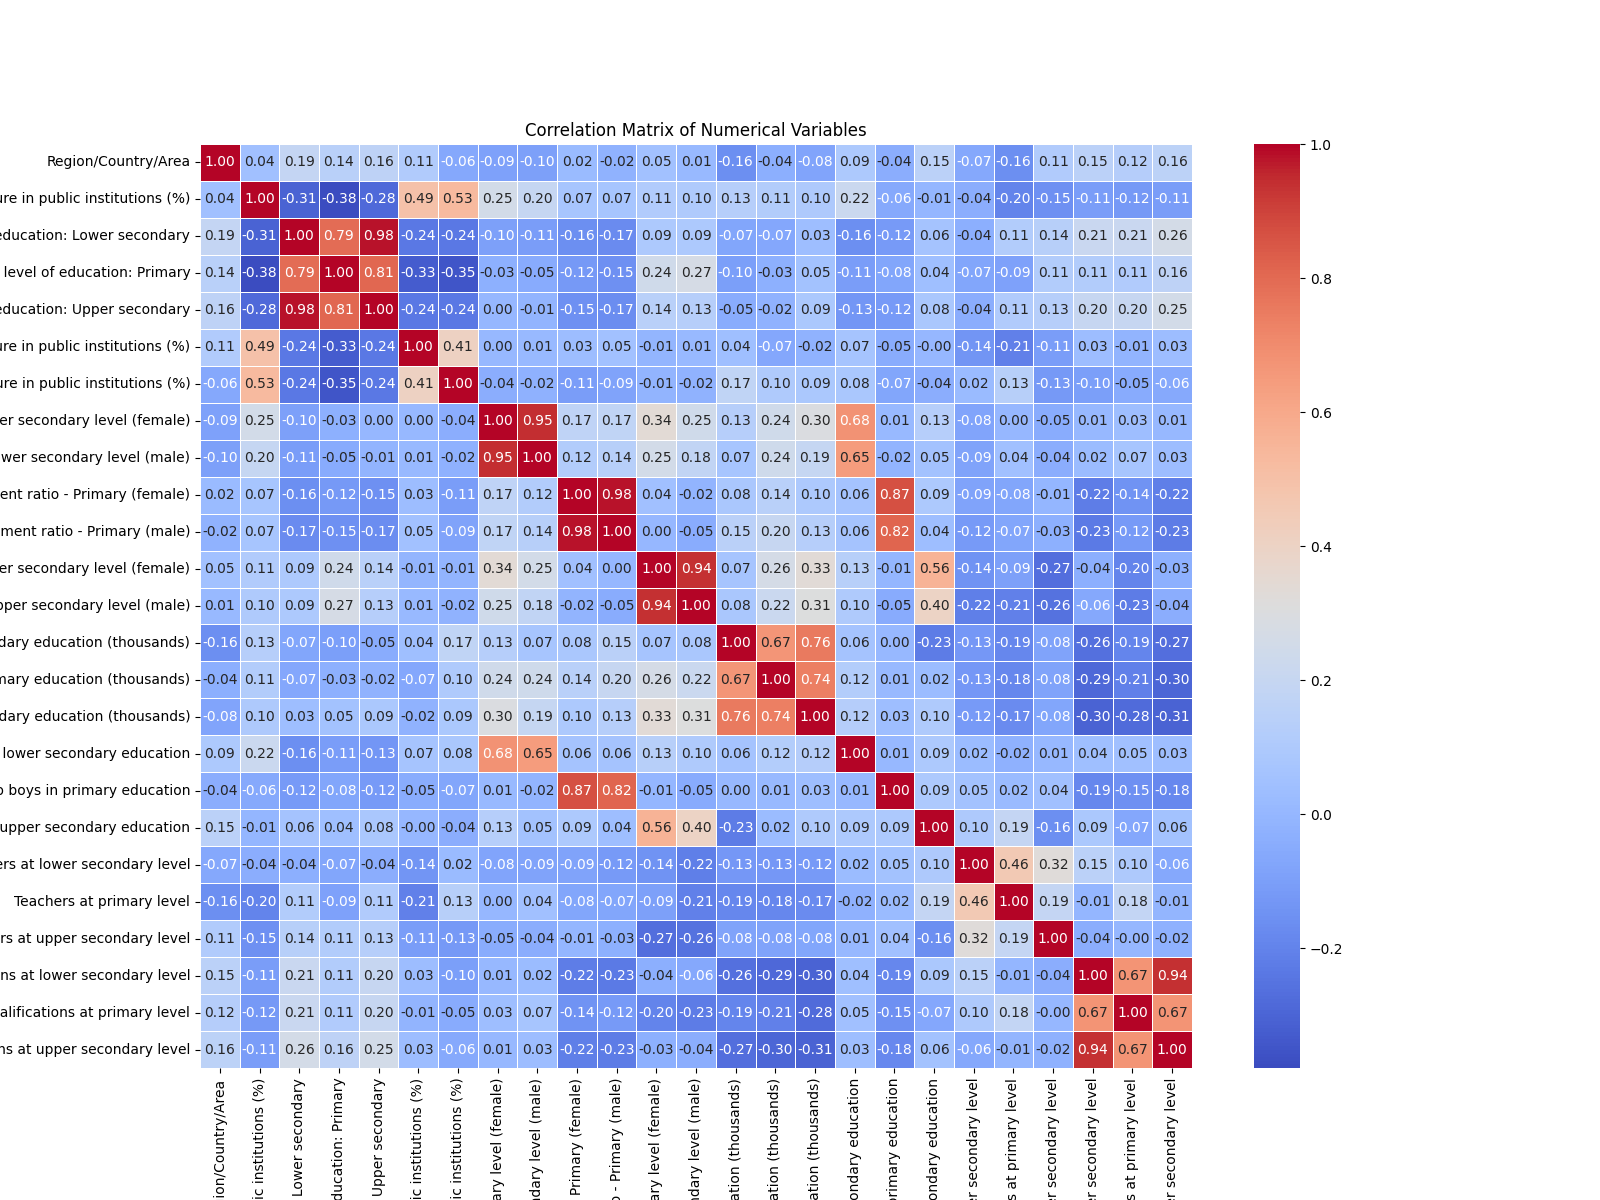 Correlation Matrix of Numerical Variables
Region/Country/Area 1.00 0.04 0.19 0.14 0.16 0.11 -0.06 -0.09 -0.10 0.02 -0.02 0.05 0.01 -0.16 -0.04 -0.08 0.09 -0.04 0.15 -0.07 -0.16 0.11 0.15 0.12 0.16
ure in public institutions (%) 0.04 1.00 -0.31 -0.38 -0.28 0.49 0.53 0.25 0.20 0.07 0.07 0.11 0.10 0.13 0.11 0.10 0.22 -0.06 -0.01 -0.04 -0.20 -0.15 -0.11 -0.12 -0.11
education: Lower secondary 0.19 -0.31 1.00 0.79 0.98 -0.24 -0.24 -0.10 -0.11 -0.16 -0.17 0.09 0.09 -0.07 -0.07 0.03 -0.16 -0.12 0.06 -0.04 0.11 0.14 0.21 0.21 0.26
level of education: Primary 0.14 -0.38 0.79 1.00 0.81 -0.33 -0.35 -0.03 -0.05 -0.12 -0.15 0.24 0.27 -0.10 -0.03 0.05 -0.11 -0.08 0.04 -0.07 -0.09 0.11 0.11 0.11 0.16
education: Upper secondary 0.16 -0.28 0.98 0.81 1.00 -0.24 -0.24 0.00 -0.01 -0.15 -0.17 0.14 0.13 -0.05 -0.02 0.09 -0.13 -0.12 0.08 -0.04 0.11 0.13 0.20 0.20 0.25
ure in public institutions (%) 0.11 0.49 -0.24 -0.33 -0.24 1.00 0.41 0.00 0.01 0.03 0.05 -0.01 0.01 0.04 -0.07 -0.02 0.07 -0.05 -0.00 -0.14 -0.21 -0.11 0.03 -0.01 0.03
ure in public institutions (%) -0.06 0.53 -0.24 -0.35 -0.24 0.41 1.00 -0.04 -0.02 -0.11 -0.09 -0.01 -0.02 0.17 0.10 0.09 0.08 -0.07 -0.04 0.02 0.13 -0.13 -0.10 -0.05 -0.06
er secondary level (female) -0.09 0.25 -0.10 -0.03 0.00 0.00 -0.04 1.00 0.95 0.17 0.17 0.34 0.25 0.13 0.24 0.30 0.68 0.01 0.13 -0.08 0.00 -0.05 0.01 0.03 0.01
wer secondary level (male) -0.10 0.20 -0.11 -0.05 -0.01 0.01 -0.02 0.95 1.00 0.12 0.14 0.25 0.18 0.07 0.24 0.19 0.65 -0.02 0.05 -0.09 0.04 -0.04 0.02 0.07 0.03
ent ratio - Primary (female) 0.02 0.07 -0.16 -0.12 -0.15 0.03 -0.11 0.17 0.12 1.00 0.98 0.04 -0.02 0.08 0.14 0.10 0.06 0.87 0.09 -0.09 -0.08 -0.01 -0.22 -0.14 -0.22
ment ratio - Primary (male) -0.02 0.07 -0.17 -0.15 -0.17 0.05 -0.09 0.17 0.14 0.98 1.00 0.00 -0.05 0.15 0.20 0.13 0.06 0.82 0.04 -0.12 -0.07 -0.03 -0.23 -0.12 -0.23
er secondary level (female) 0.05 0.11 0.09 0.24 0.14 -0.01 -0.01 0.34 0.25 0.04 0.00 1.00 0.94 0.07 0.26 0.33 0.13 -0.01 0.56 -0.14 -0.09 -0.27 -0.04 -0.20 -0.03
pper secondary level (male) 0.01 0.10 0.09 0.27 0.13 0.01 -0.02 0.25 0.18 -0.02 -0.05 0.94 1.00 0.08 0.22 0.31 0.10 -0.05 0.40 -0.22 -0.21 -0.26 -0.06 -0.23 -0.04
dary education (thousands) -0.16 0.13 -0.07 -0.10 -0.05 0.04 0.17 0.13 0.07 0.08 0.15 0.07 0.08 1.00 0.67 0.76 0.06 0.00 -0.23 -0.13 -0.19 -0.08 -0.26 -0.19 -0.27
mary education (thousands) -0.04 0.11 -0.07 -0.03 -0.02 -0.07 0.10 0.24 0.24 0.14 0.20 0.26 0.22 0.67 1.00 0.74 0.12 0.01 0.02 -0.13 -0.18 -0.08 -0.29 -0.21 -0.30
dary education (thousands) -0.08 0.10 0.03 0.05 0.09 -0.02 0.09 0.30 0.19 0.10 0.13 0.33 0.31 0.76 0.74 1.00 0.12 0.03 0.10 -0.12 -0.17 -0.08 -0.30 -0.28 -0.31
lower secondary education 0.09 0.22 -0.16 -0.11 -0.13 0.07 0.08 0.68 0.65 0.06 0.06 0.13 0.10 0.06 0.12 0.12 1.00 0.01 0.09 0.02 -0.02 0.01 0.04 0.05 0.03
o boys in primary education -0.04 -0.06 -0.12 -0.08 -0.12 -0.05 -0.07 0.01 -0.02 0.87 0.82 -0.01 -0.05 0.00 0.01 0.03 0.01 1.00 0.09 0.05 0.02 0.04 -0.19 -0.15 -0.18
upper secondary education 0.15 -0.01 0.06 0.04 0.08 -0.00 -0.04 0.13 0.05 0.09 0.04 0.56 0.40 -0.23 0.02 0.10 0.09 0.09 1.00 0.10 0.19 -0.16 0.09 -0.07 0.06
ers at lower secondary level -0.07 -0.04 -0.04 -0.07 -0.04 -0.14 0.02 -0.08 -0.09 -0.09 -0.12 -0.14 -0.22 -0.13 -0.13 -0.12 0.02 0.05 0.10 1.00 0.46 0.32 0.15 0.10 -0.06
Teachers at primary level -0.16 -0.20 0.11 -0.09 0.11 -0.21 0.13 0.00 0.04 -0.08 -0.07 -0.09 -0.21 -0.19 -0.18 -0.17 -0.02 0.02 0.19 0.46 1.00 0.19 -0.01 0.18 -0.01
rs at upper secondary level 0.11 -0.15 0.14 0.11 0.13 -0.11 -0.13 -0.05 -0.04 -0.01 -0.03 -0.27 -0.26 -0.08 -0.08 -0.08 0.01 0.04 -0.16 0.32 0.19 1.00 -0.04 -0.00 -0.02
ns at lower secondary level 0.15 -0.11 0.21 0.11 0.20 0.03 -0.10 0.01 0.02 -0.22 -0.23 -0.04 -0.06 -0.26 -0.29 -0.30 0.04 -0.19 0.09 0.15 -0.01 -0.04 1.00 0.67 0.94
alifications at primary level 0.12 -0.12 0.21 0.11 0.20 -0.01 -0.05 0.03 0.07 -0.14 -0.12 -0.20 -0.23 -0.19 -0.21 -0.28 0.05 -0.15 -0.07 0.10 0.18 -0.00 0.67 1.00 0.67
ns at upper secondary level 0.16 -0.11 0.26 0.16 0.25 0.03 -0.06 0.01 0.03 -0.22 -0.23 -0.03 -0.04 -0.27 -0.30 -0.31 0.03 -0.18 0.06 -0.06 -0.01 -0.02 0.94 0.67 1.00
ion/Country/Area
ic institutions (%)
Lower secondary
ducation: Primary
Upper secondary
ic institutions (%)
ic institutions (%)
ary level (female)
ndary level (male)
Primary (female)
o - Primary (male)
ary level (female)
ndary level (male)
ation (thousands)
ation (thousands)
ation (thousands)
ondary education
primary education
ondary education
er secondary level
s at primary level
er secondary level
r secondary level
s at primary level
er secondary level
1.0
0.8
0.6
0.4
0.2
0.0
−0.2